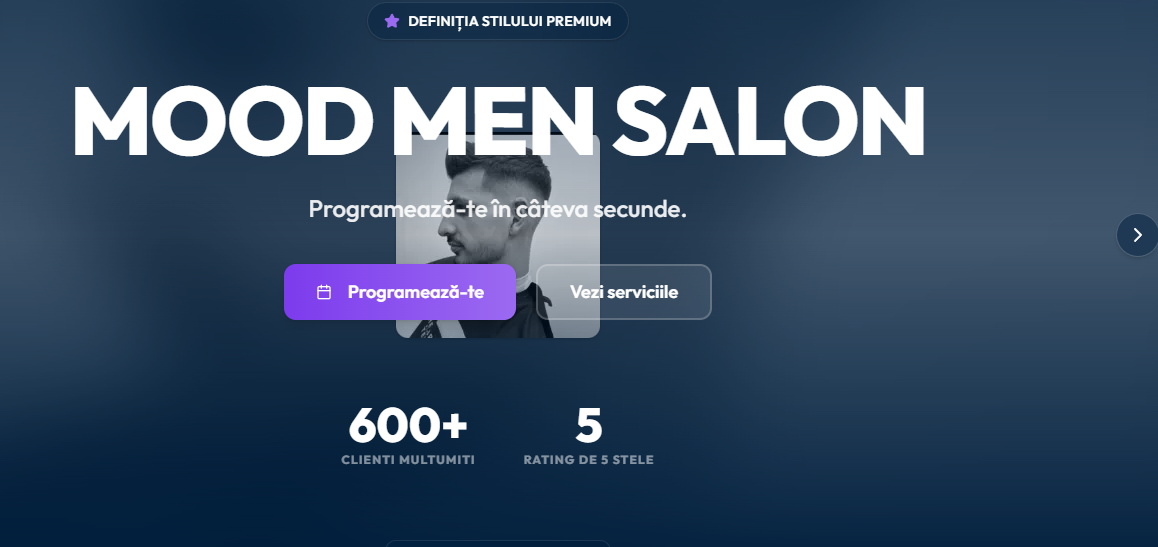 DEFINIȚIA STILULUI PREMIUM
MOOD MEN SALON
Programează-te în câteva secunde.
Programează-te
Vezi serviciile
600+
CLIENTI MULTUMITI
5
RATING DE 5 STELE